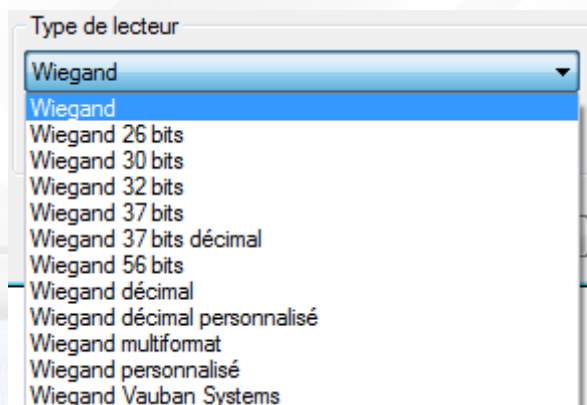 Type de lecteur
Wiegand
Wiegand
Wiegand 26 bits
Wiegand 30 bits
Wiegand 32 bits
Wiegand 37 bits
Wiegand 37 bits décimal
Wiegand 56 bits
Wiegand décimal
Wiegand décimal personnalisé
Wiegand multiformat
Wiegand personnalisé
Wiegand Vauban Systems